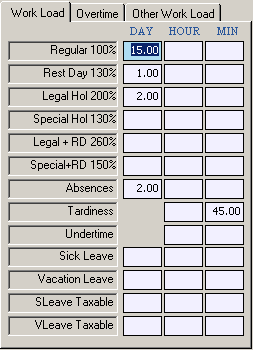 Work Load Overtime Other Work Load
DAY HOUR MIN
Regular 100% 15.00
Rest Day 130% 1.00
Legal Hol 200% 2.00
Special Hol 130%
Legal + RD 260%
Special+RD 150%
Absences 2.00
Tardiness 45.00
Undertime
Sick Leave
Vacation Leave
SLeave Taxable
VLeave Taxable